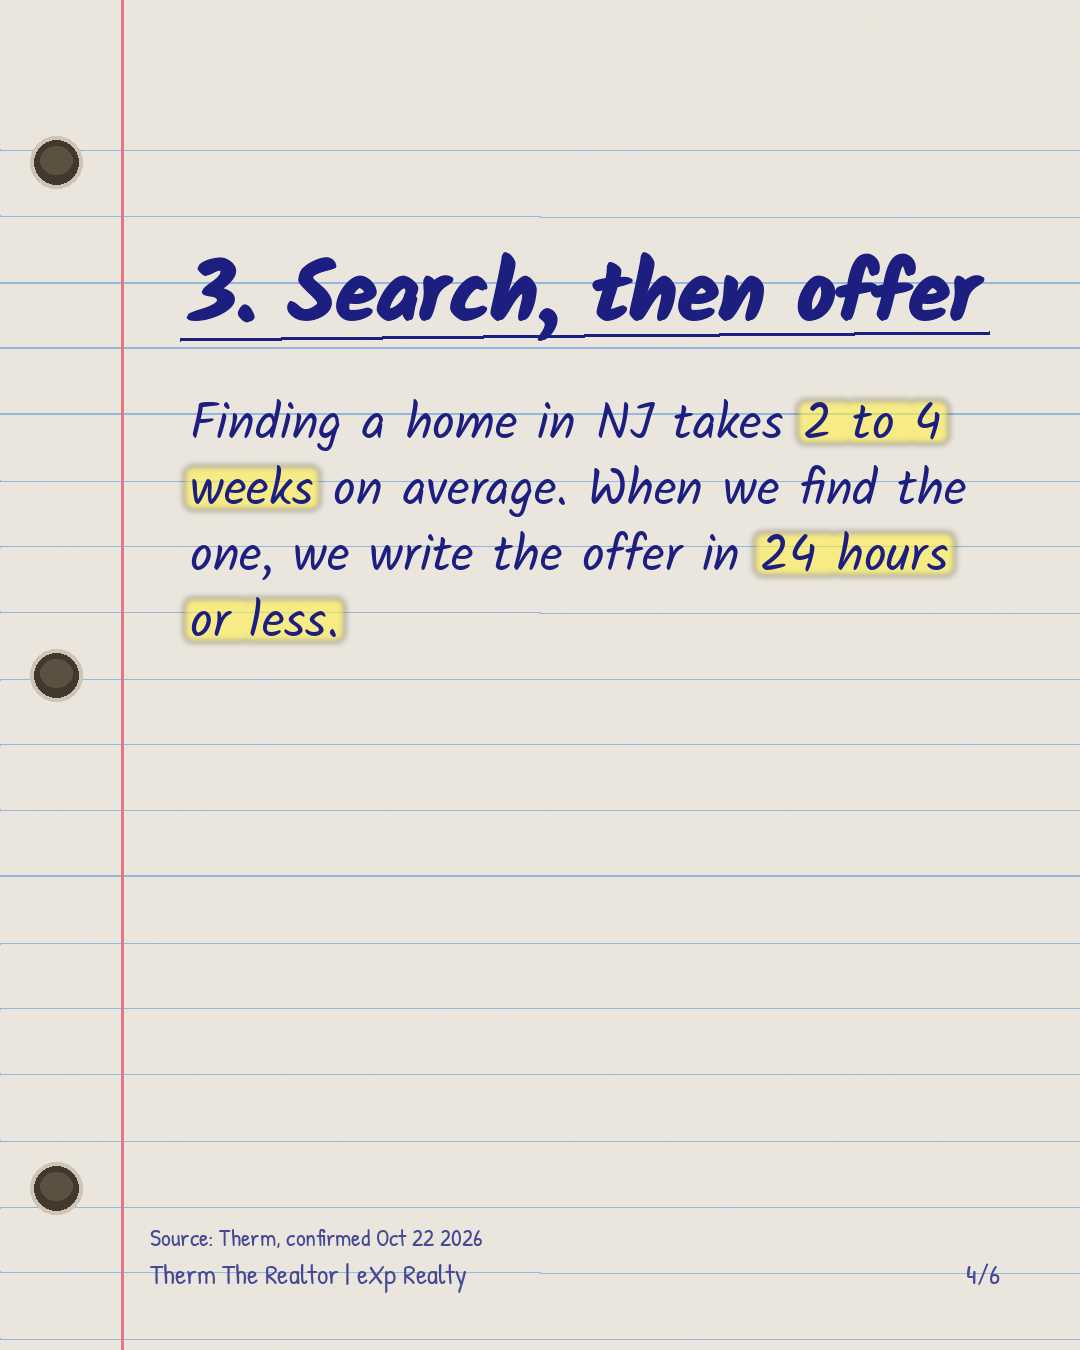 3. Search, then offer
Finding a home in NJ takes 2 to 4
weeks on average. When we find the
one, we write the offer in 24 hours
or less.
Source: Therm, confirmed Oct 22 2026
Therm The Realtor | eXp Realty
4/6